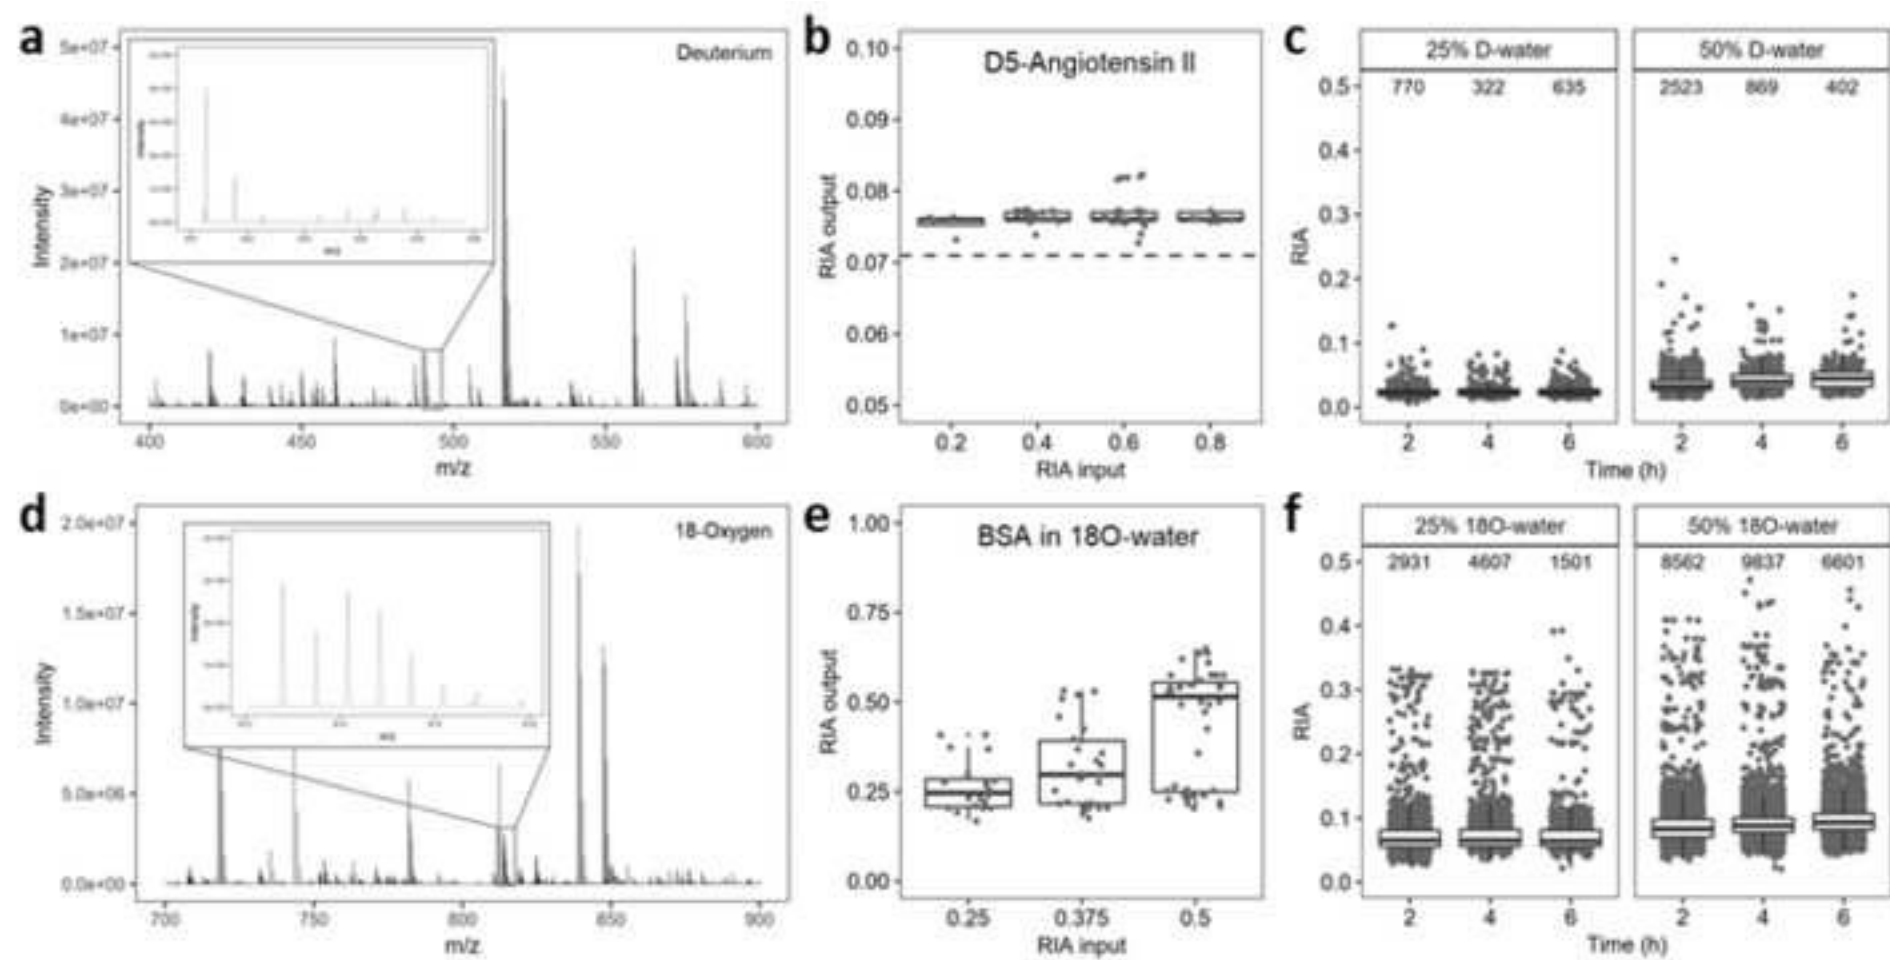 a
Deuterium
5e+07
4e+07
3e+07
2e+07
1e+07
0e+00
Intensity
400 450 500 550 600
m/z
b
D5-Angiotensin II
0.10
0.09
0.08
0.07
0.06
0.05
RIA output
0.2 0.4 0.6 0.8
RIA input
c
25% D-water 50% D-water
770 322 635 2523 869 402
0.5
0.4
0.3
0.2
0.1
0.0
RIA
2 4 6 2 4 6
Time (h)
d
18-Oxygen
2.0e+07
1.5e+07
1.0e+07
5.0e+06
0.0e+00
Intensity
700 750 800 850 900
m/z
e
BSA in 18O-water
1.00
0.75
0.50
0.25
0.00
RIA output
0.25 0.375 0.5
RIA input
f
25% 18O-water 50% 18O-water
2931 4607 1501 8562 9837 6601
0.5
0.4
0.3
0.2
0.1
0.0
RIA
2 4 6 2 4 6
Time (h)